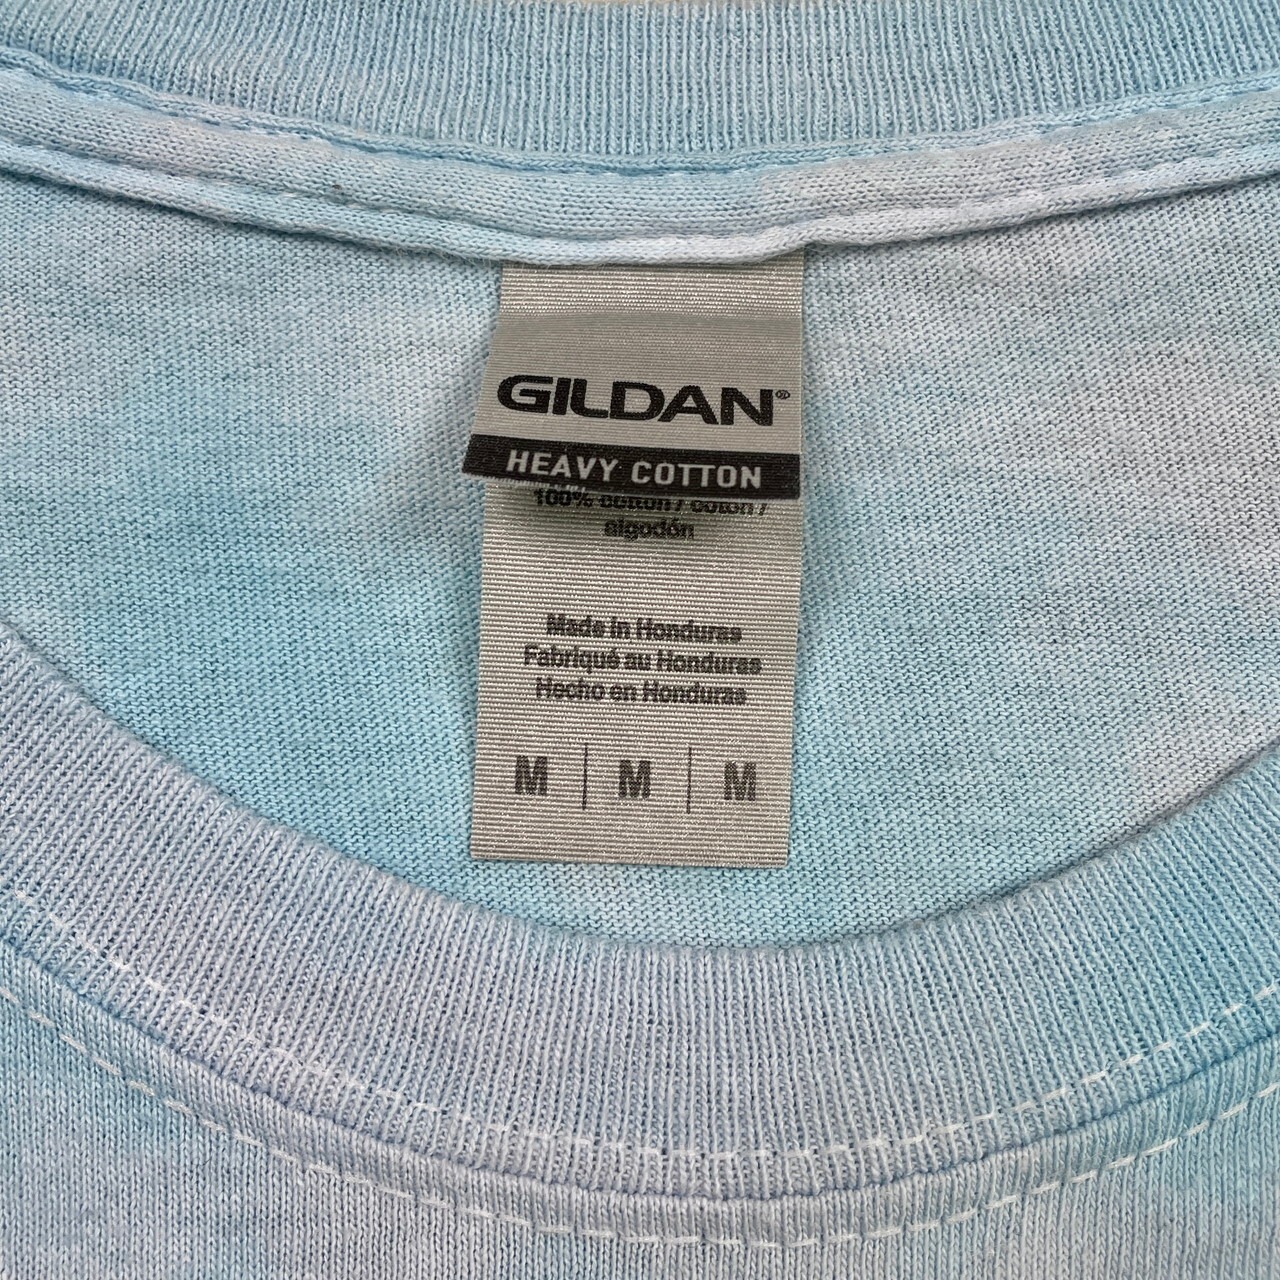 GILDAN®
HEAVY COTTON
100% cotton / coton /
algodón
Made in Honduras
Fabriqué au Honduras
Hecho en Honduras
M | M | M